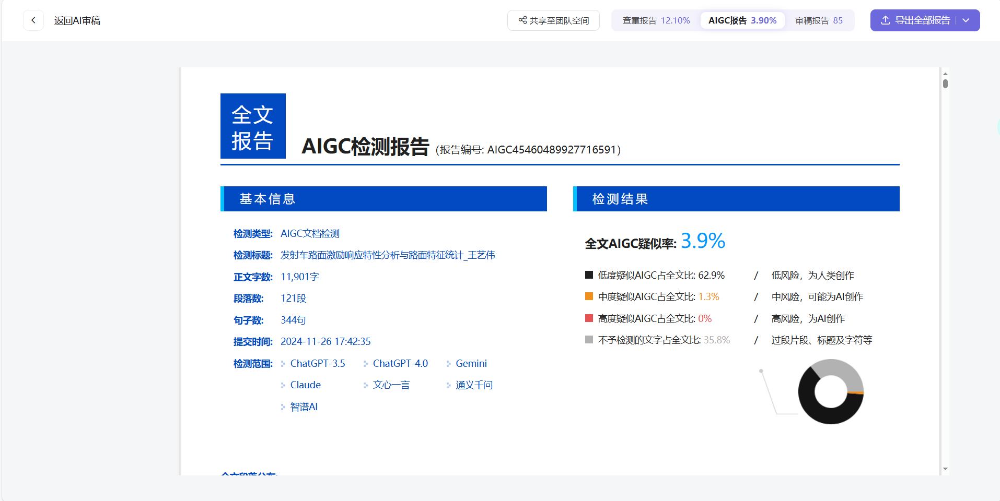 返回AI审稿
共享至团队空间
查重报告 12.10%
AIGC报告 3.90%
审稿报告 85
导出全部报告
全文
报告
AIGC检测报告 (报告编号: AIGC45460489927716591)
基本信息
检测类型: AIGC文档检测
检测标题: 发射车路面激励响应特性分析与路面特征统计_王艺伟
正文字数: 11,901字
段落数: 121段
句子数: 344句
提交时间: 2024-11-26 17:42:35
检测范围: ChatGPT-3.5 ChatGPT-4.0 Gemini
Claude 文心一言 通义千问
智谱AI
检测结果
全文AIGC疑似率: 3.9%
低度疑似AIGC占全文比: 62.9% / 低风险，为人类创作
中度疑似AIGC占全文比: 1.3% / 中风险，可能为AI创作
高度疑似AIGC占全文比: 0% / 高风险，为AI创作
不予检测的文字占全文比: 35.8% / 过段片段、标题及字符等